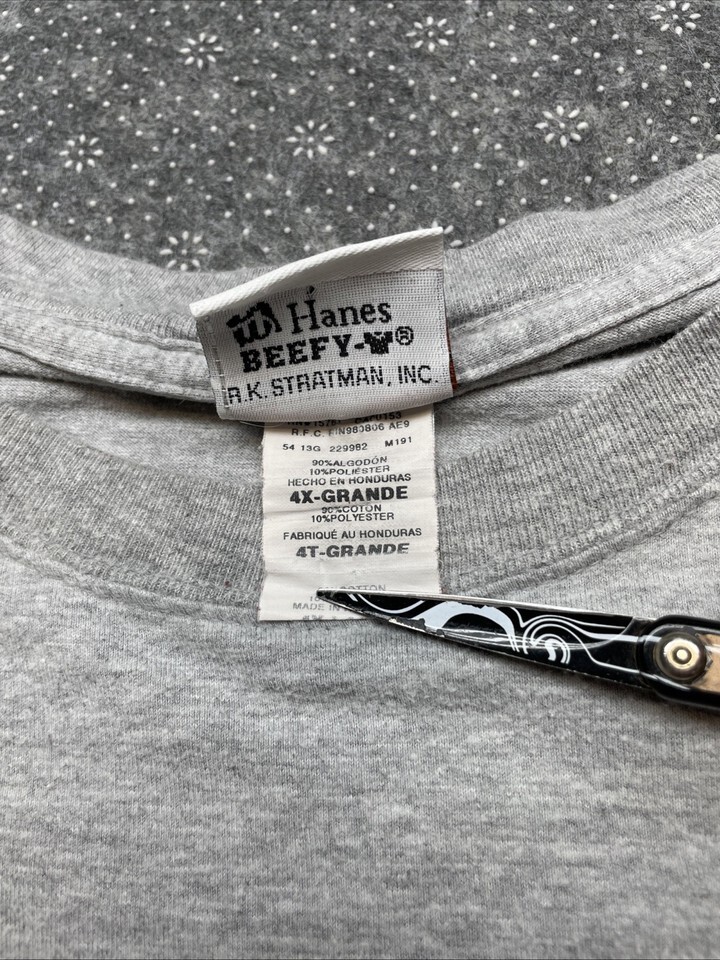 Hanes
BEEFY-T®
R.K. STRATMAN, INC.
R.F.C. HIN980806 AE9
54 13G 229982 M191
90%ALGODÓN
10%POLIÉSTER
HECHO EN HONDURAS
4X-GRANDE
90%COTON
10%POLYESTER
FABRIQUÉ AU HONDURAS
4T-GRANDE
COTTON
MADE IN